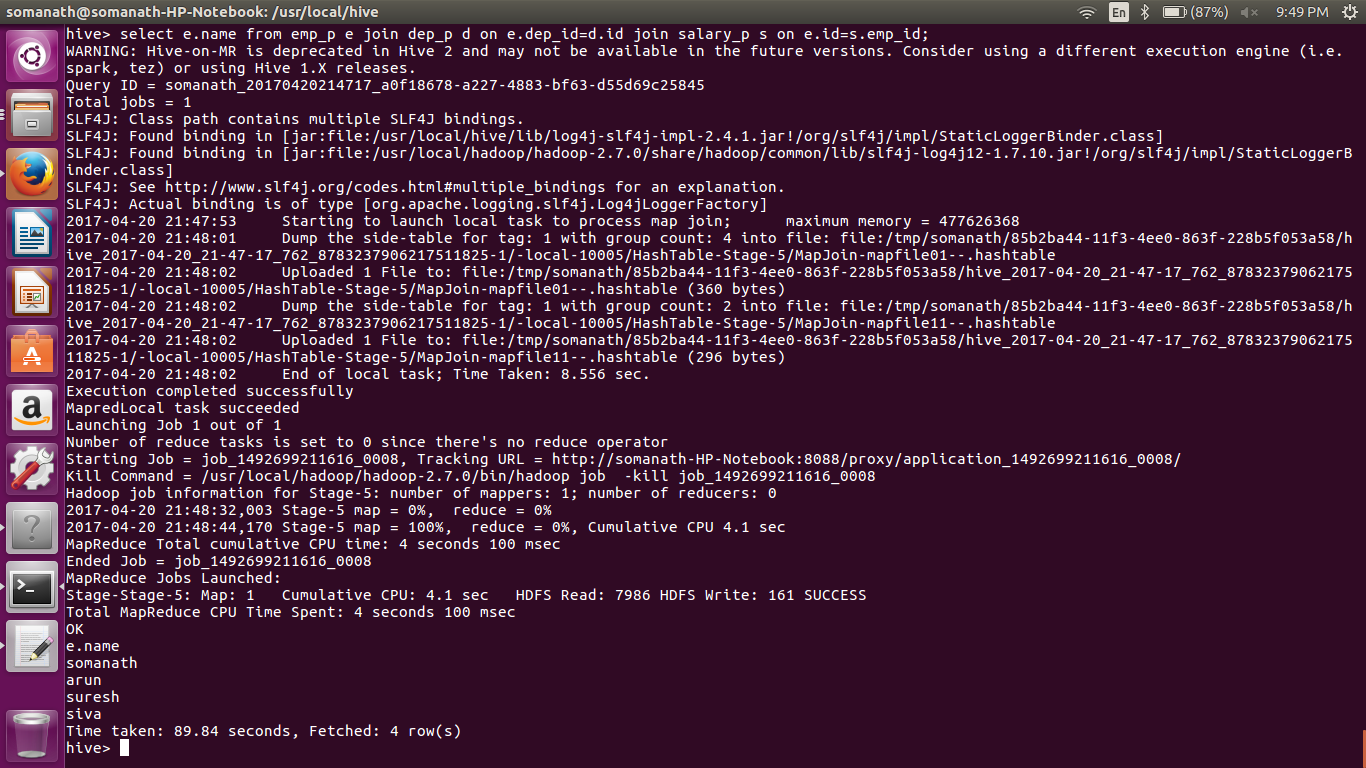 somanath@somanath-HP-Notebook: /usr/local/hive
En
(87%)
9:49 PM
hive> select e.name from emp_p e join dep_p d on e.dep_id=d.id join salary_p s on e.id=s.emp_id;
WARNING: Hive-on-MR is deprecated in Hive 2 and may not be available in the future versions. Consider using a different execution engine (i.e.
spark, tez) or using Hive 1.X releases.
Query ID = somanath_20170420214717_a0f18678-a227-4883-bf63-d55d69c25845
Total jobs = 1
SLF4J: Class path contains multiple SLF4J bindings.
SLF4J: Found binding in [jar:file:/usr/local/hive/lib/log4j-slf4j-impl-2.4.1.jar!/org/slf4j/impl/StaticLoggerBinder.class]
SLF4J: Found binding in [jar:file:/usr/local/hadoop/hadoop-2.7.0/share/hadoop/common/lib/slf4j-log4j12-1.7.10.jar!/org/slf4j/impl/StaticLoggerB
inder.class]
SLF4J: See http://www.slf4j.org/codes.html#multiple_bindings for an explanation.
SLF4J: Actual binding is of type [org.apache.logging.slf4j.Log4jLoggerFactory]
2017-04-20 21:47:53     Starting to launch local task to process map join;      maximum memory = 477626368
2017-04-20 21:48:01     Dump the side-table for tag: 1 with group count: 4 into file: file:/tmp/somanath/85b2ba44-11f3-4ee0-863f-228b5f053a58/h
ive_2017-04-20_21-47-17_762_8783237906217511825-1/-local-10005/HashTable-Stage-5/MapJoin-mapfile01--.hashtable
2017-04-20 21:48:02     Uploaded 1 File to: file:/tmp/somanath/85b2ba44-11f3-4ee0-863f-228b5f053a58/hive_2017-04-20_21-47-17_762_87832379062175
11825-1/-local-10005/HashTable-Stage-5/MapJoin-mapfile01--.hashtable (360 bytes)
2017-04-20 21:48:02     Dump the side-table for tag: 1 with group count: 2 into file: file:/tmp/somanath/85b2ba44-11f3-4ee0-863f-228b5f053a58/h
ive_2017-04-20_21-47-17_762_8783237906217511825-1/-local-10005/HashTable-Stage-5/MapJoin-mapfile11--.hashtable
2017-04-20 21:48:02     Uploaded 1 File to: file:/tmp/somanath/85b2ba44-11f3-4ee0-863f-228b5f053a58/hive_2017-04-20_21-47-17_762_87832379062175
11825-1/-local-10005/HashTable-Stage-5/MapJoin-mapfile11--.hashtable (296 bytes)
2017-04-20 21:48:02     End of local task; Time Taken: 8.556 sec.
Execution completed successfully
MapredLocal task succeeded
Launching Job 1 out of 1
Number of reduce tasks is set to 0 since there's no reduce operator
Starting Job = job_1492699211616_0008, Tracking URL = http://somanath-HP-Notebook:8088/proxy/application_1492699211616_0008/
Kill Command = /usr/local/hadoop/hadoop-2.7.0/bin/hadoop job  -kill job_1492699211616_0008
Hadoop job information for Stage-5: number of mappers: 1; number of reducers: 0
2017-04-20 21:48:32,003 Stage-5 map = 0%,  reduce = 0%
2017-04-20 21:48:44,170 Stage-5 map = 100%,  reduce = 0%, Cumulative CPU 4.1 sec
MapReduce Total cumulative CPU time: 4 seconds 100 msec
Ended Job = job_1492699211616_0008
MapReduce Jobs Launched:
Stage-Stage-5: Map: 1   Cumulative CPU: 4.1 sec   HDFS Read: 7986 HDFS Write: 161 SUCCESS
Total MapReduce CPU Time Spent: 4 seconds 100 msec
OK
e.name
somanath
arun
suresh
siva
Time taken: 89.84 seconds, Fetched: 4 row(s)
hive>